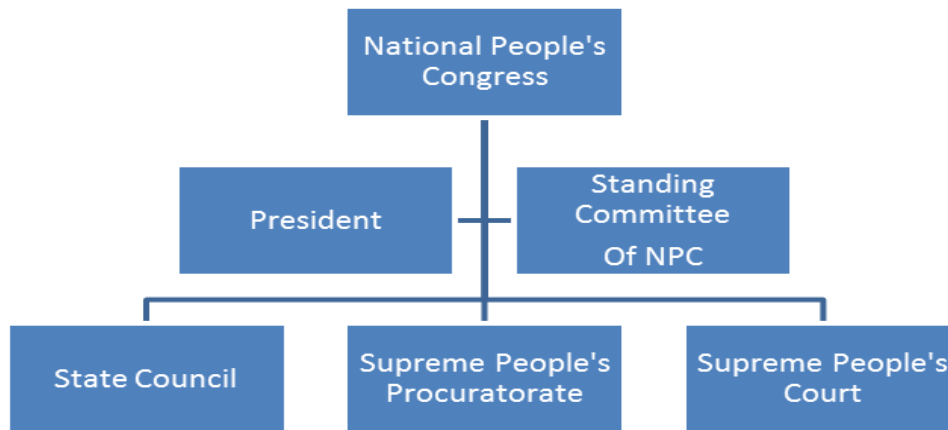 National People's
Congress
President
Standing
Committee
Of NPC
State Council
Supreme People's
Procuratorate
Supreme People's
Court